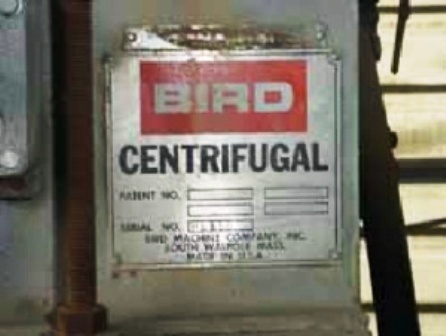 BIRD
CENTRIFUGAL
PATENT NO.
SERIAL NO.
BIRD MACHINE COMPANY, INC.
SOUTH WALPOLE MASS.
MADE IN U.S.A.